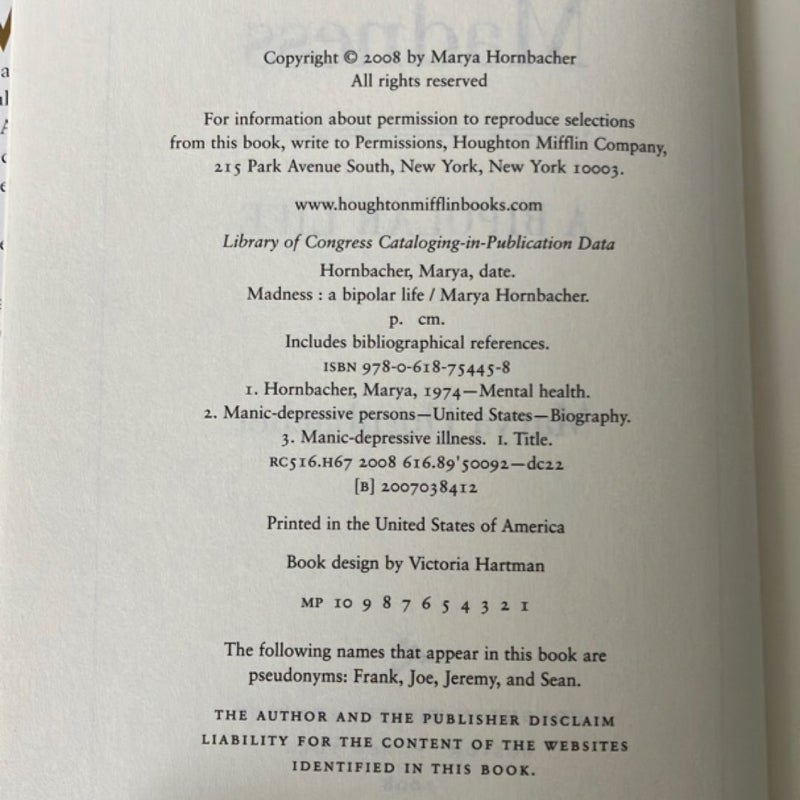 Copyright © 2008 by Marya Hornbacher
All rights reserved
For information about permission to reproduce selections
from this book, write to Permissions, Houghton Mifflin Company,
215 Park Avenue South, New York, New York 10003.
www.houghtonmifflinbooks.com
Library of Congress Cataloging-in-Publication Data
Hornbacher, Marya, date.
Madness : a bipolar life / Marya Hornbacher.
p. cm.
Includes bibliographical references.
ISBN 978-0-618-75445-8
1. Hornbacher, Marya, 1974—Mental health.
2. Manic-depressive persons—United States—Biography.
3. Manic-depressive illness. I. Title.
RC516.H67 2008 616.89'50092—dc22
[B] 2007038412
Printed in the United States of America
Book design by Victoria Hartman
MP 10 9 8 7 6 5 4 3 2 1
The following names that appear in this book are
pseudonyms: Frank, Joe, Jeremy, and Sean.
THE AUTHOR AND THE PUBLISHER DISCLAIM
LIABILITY FOR THE CONTENT OF THE WEBSITES
IDENTIFIED IN THIS BOOK.